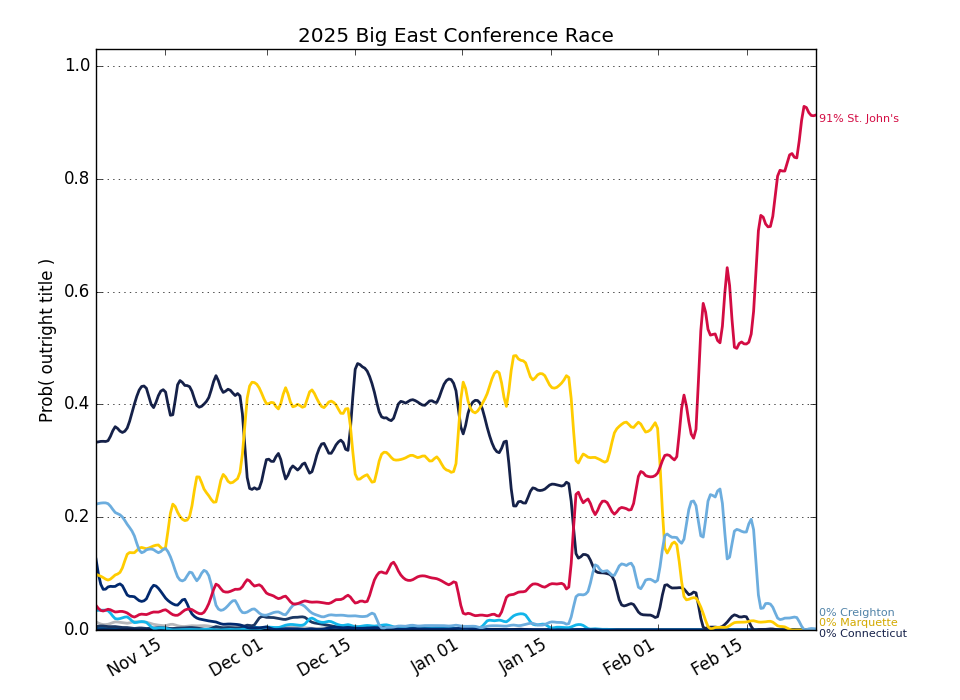 2025 Big East Conference Race
1.0
0.8
0.6
0.4
0.2
0.0
Prob( outright title )
Nov 15
Dec 01
Dec 15
Jan 01
Jan 15
Feb 01
Feb 15
91% St. John's
0% Creighton
0% Marquette
0% Connecticut